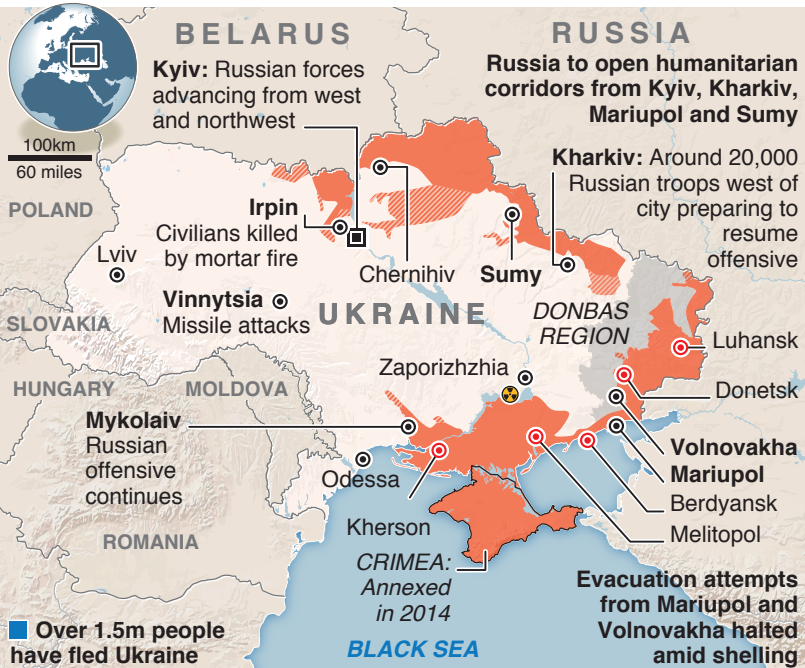 BELARUS
RUSSIA
Kyiv: Russian forces
advancing from west
and northwest
Russia to open humanitarian
corridors from Kyiv, Kharkiv,
Mariupol and Sumy
100km
60 miles
Kharkiv: Around 20,000
Russian troops west of
city preparing to
resume
offensive
POLAND
Irpin
Civilians killed
by mortar fire
Lviv
Chernihiv
Sumy
Vinnytsia
Missile attacks
UKRAINE
DONBAS
REGION
SLOVAKIA
Luhansk
Zaporizhzhia
HUNGARY
MOLDOVA
Donetsk
Mykolaiv
Russian
offensive
continues
Volnovakha
Mariupol
Odessa
Berdyansk
Kherson
Melitopol
ROMANIA
CRIMEA:
Annexed
in 2014
Evacuation attempts
from Mariupol and
Volnovakha halted
amid shelling
Over 1.5m people
have fled Ukraine
BLACK SEA